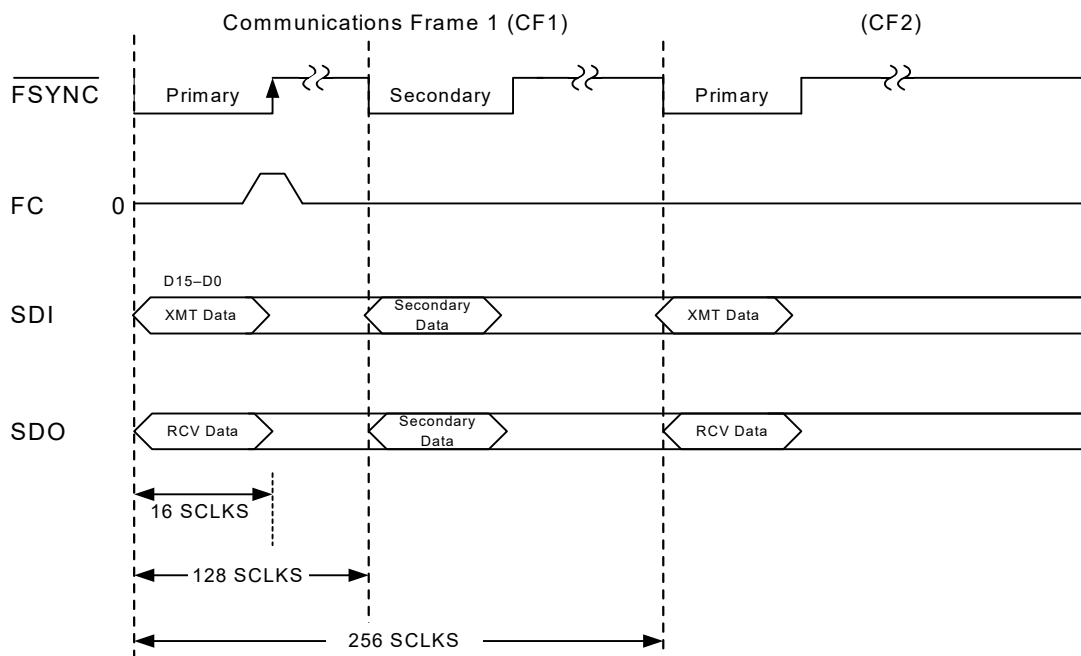 Communications Frame 1 (CF1)
(CF2)
FSYNC
Primary
Secondary
Primary
FC
0
D15–D0
SDI
XMT Data
Secondary
Data
XMT Data
SDO
RCV Data
Secondary
Data
RCV Data
16 SCLKS
128 SCLKS
256 SCLKS